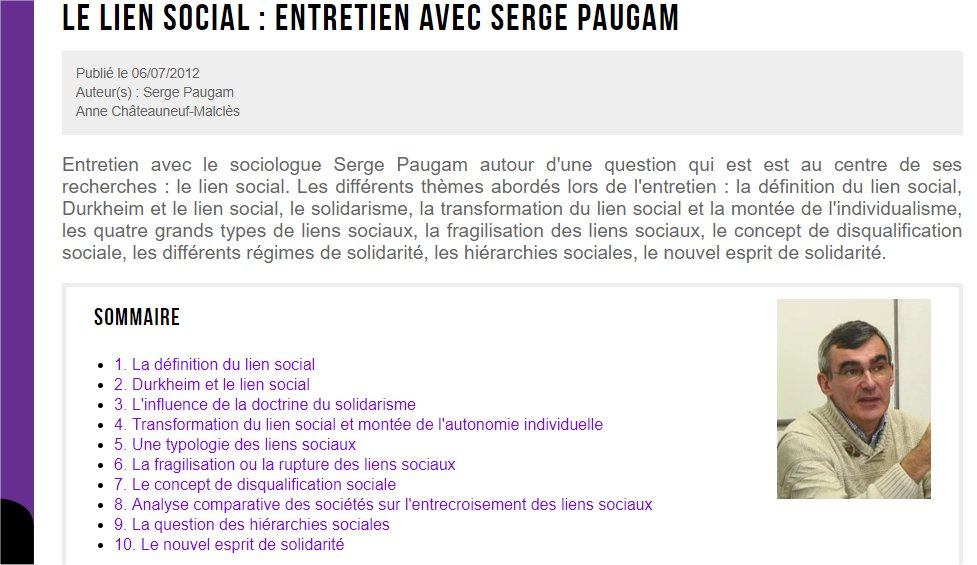 LE LIEN SOCIAL : ENTRETIEN AVEC SERGE PAUGAM
Publié le 06/07/2012
Auteur(s) : Serge Paugam
Anne Châteauneuf-Malclès
Entretien avec le sociologue Serge Paugam autour d'une question qui est est au centre de ses
recherches : le lien social. Les différents thèmes abordés lors de l'entretien : la définition du lien social,
Durkheim et le lien social, le solidarisme, la transformation du lien social et la montée de l'individualisme,
les quatre grands types de liens sociaux, la fragilisation des liens sociaux, le concept de disqualification
sociale, les différents régimes de solidarité, les hiérarchies sociales, le nouvel esprit de solidarité.
SOMMAIRE
1. La définition du lien social
2. Durkheim et le lien social
3. L'influence de la doctrine du solidarisme
4. Transformation du lien social et montée de l'autonomie individuelle
5. Une typologie des liens sociaux
6. La fragilisation ou la rupture des liens sociaux
7. Le concept de disqualification sociale
8. Analyse comparative des sociétés sur l'entrecroisement des liens sociaux
9. La question des hiérarchies sociales
10. Le nouvel esprit de solidarité